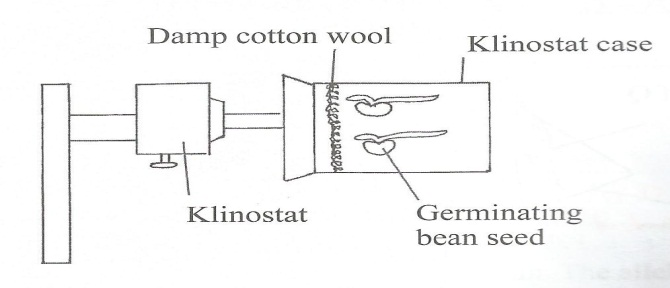 Damp cotton wool
Klinostat case
Klinostat
Germinating
bean seed